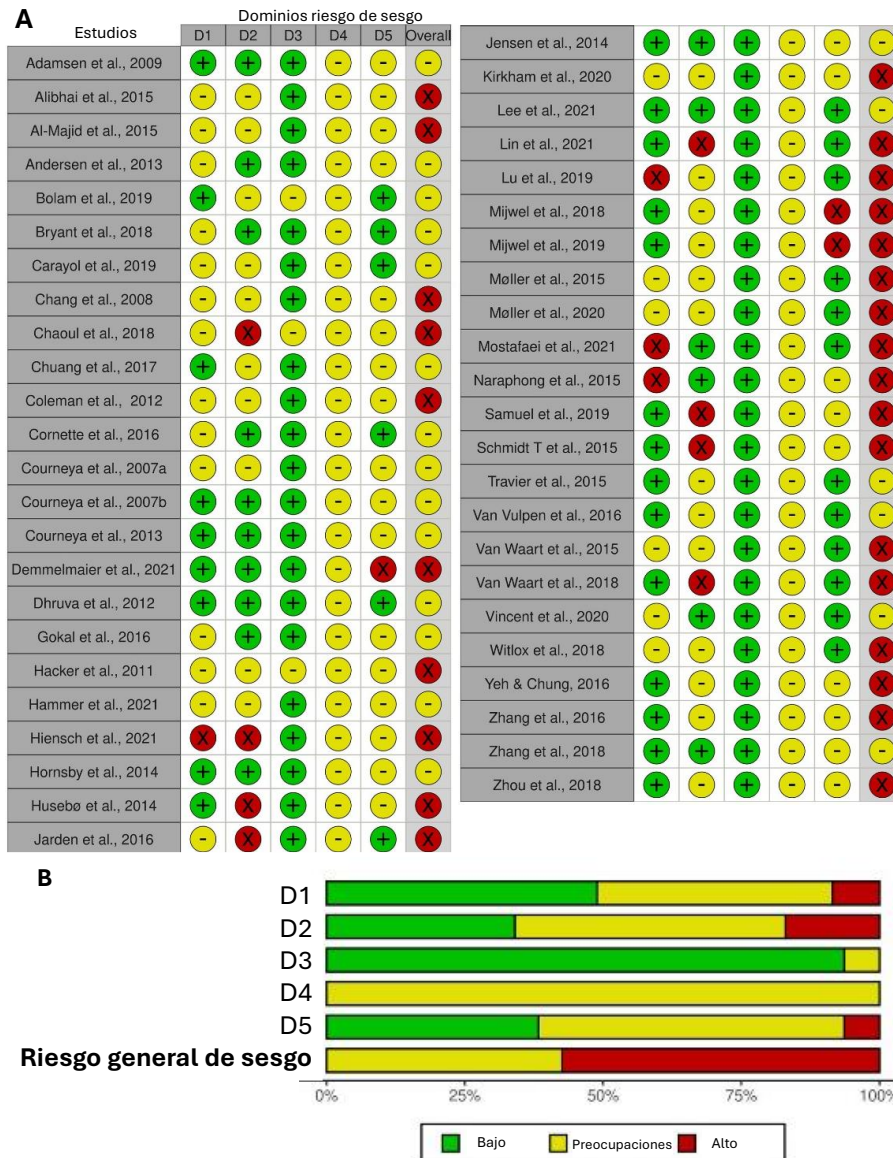 A
Dominios riesgo de sesgo
Estudios D1 D2 D3 D4 D5 Overall
Adamsen et al., 2009 + + + - - -
Alibhai et al., 2015 - - + - - X
Al-Majid et al., 2015 - - + - - X
Andersen et al., 2013 - + + - - -
Bolam et al., 2019 + - - - + -
Bryant et al., 2018 - + + - + -
Carayol et al., 2019 - - + - + -
Chang et al., 2008 - - + - - X
Chaoul et al., 2018 - X - - - X
Chuang et al., 2017 + - + - - -
Coleman et al., 2012 - - + - - X
Cornette et al., 2016 - + + - + -
Courneya et al., 2007a - - + - - -
Courneya et al., 2007b + + + - - -
Courneya et al., 2013 + + + - - -
Demmelmaier et al., 2021 + + + - X X
Dhruva et al., 2012 + + + - + -
Gokal et al., 2016 - + + - - -
Hacker et al., 2011 - - - - - X
Hammer et al., 2021 - - + - - -
Hiensch et al., 2021 X X + - - X
Hornsby et al., 2014 + + + - - -
Husebø et al., 2014 + X + - - X
Jarden et al., 2016 - X + - + X
Jensen et al., 2014 + + + - - -
Kirkham et al., 2020 - - + - - X
Lee et al., 2021 + + + - + -
Lin et al., 2021 + X + - + X
Lu et al., 2019 X - + - + X
Mijwel et al., 2018 + - + - X X
Mijwel et al., 2019 + - + - X X
Møller et al., 2015 - - + - + X
Møller et al., 2020 - - + - + X
Mostafaei et al., 2021 X + + - + X
Naraphong et al., 2015 X + + - - X
Samuel et al., 2019 + X + - - X
Schmidt T et al., 2015 + X + - - X
Travier et al., 2015 + - + - + -
Van Vulpen et al., 2016 + - + - + -
Van Waart et al., 2015 - - + - + X
Van Waart et al., 2018 + X + - + X
Vincent et al., 2020 - + + - + -
Witlox et al., 2018 - - + - + X
Yeh & Chung, 2016 + - + - - X
Zhang et al., 2016 + - + - - X
Zhang et al., 2018 + + + - - -
Zhou et al., 2018 + - + - - X
B
D1
D2
D3
D4
D5
Riesgo general de sesgo
0% 25% 50% 75% 100%
Bajo Preocupaciones Alto